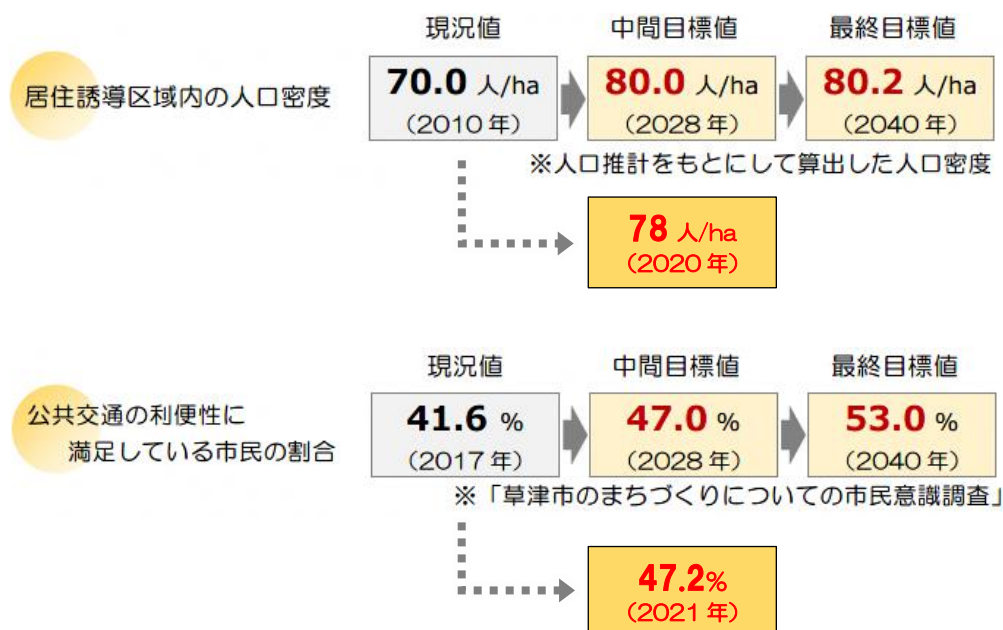 現況値 中間目標値 最終目標値
居住誘導区域内の人口密度
70.0 人/ha
(2010年)
80.0 人/ha
(2028年)
80.2 人/ha
(2040年)
※人口推計をもとにして算出した人口密度
78 人/ha
(2020年)
現況値 中間目標値 最終目標値
公共交通の利便性に
満足している市民の割合
41.6 %
(2017年)
47.0 %
(2028年)
53.0 %
(2040年)
※「草津市のまちづくりについての市民意識調査」
47.2%
(2021年)